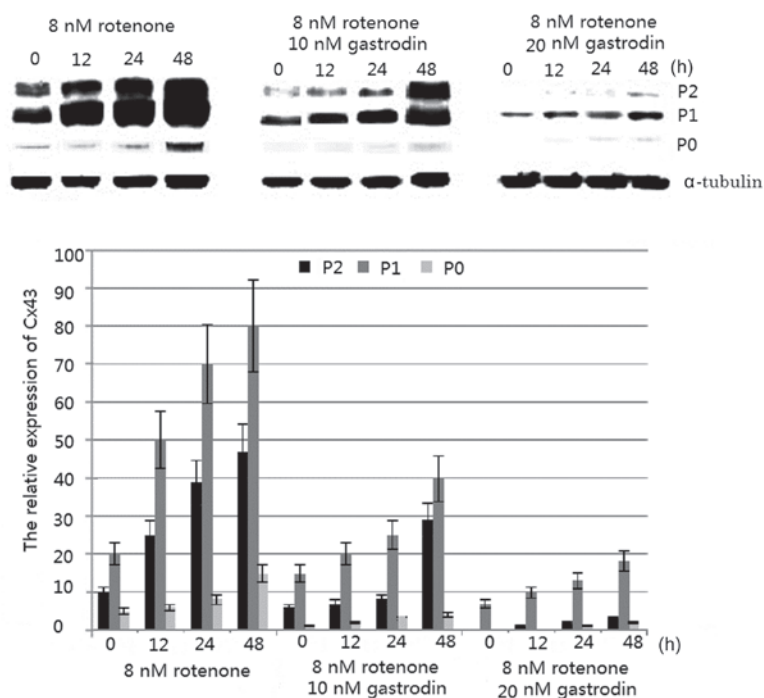 8 nM rotenone
8 nM rotenone
10 nM gastrodin
8 nM rotenone
20 nM gastrodin
0 12 24 48 0 12 24 48 0 12 24 48 (h)
P2
P1
P0
α-tubulin
The relative expression of Cx43
P2 P1 P0
100
90
80
70
60
50
40
30
20
10
0
0 12 24 48 0 12 24 48 0 12 24 48 (h)
8 nM rotenone
8 nM rotenone
10 nM gastrodin
8 nM rotenone
20 nM gastrodin